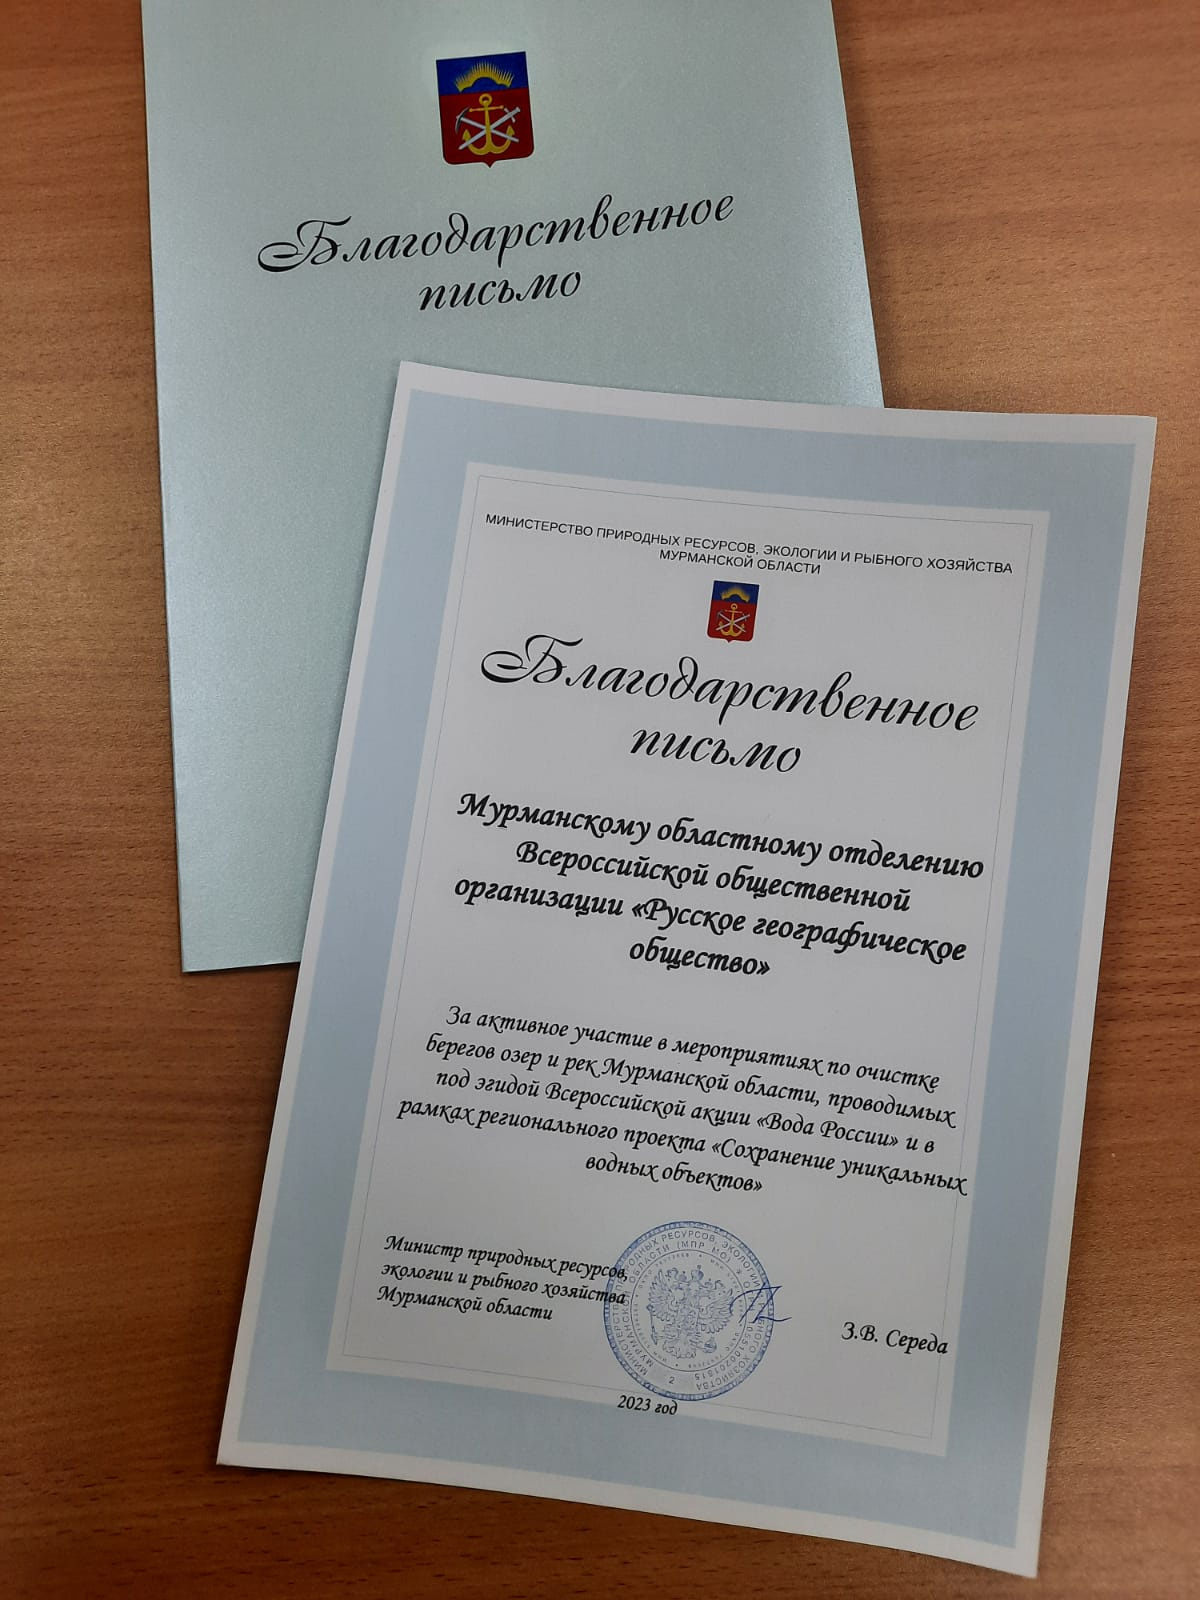 Благодарственное
письмо
МИНИСТЕРСТВО ПРИРОДНЫХ РЕСУРСОВ, ЭКОЛОГИИ И РЫБНОГО ХОЗЯЙСТВА
МУРМАНСКОЙ ОБЛАСТИ
Благодарственное
письмо
Мурманскому областному отделению
Всероссийской общественной
организации «Русское географическое
общество»
За активное участие в мероприятиях по очистке
берегов озер и рек Мурманской области, проводимых
под эгидой Всероссийской акции «Вода России» и в
рамках регионального проекта «Сохранение уникальных
водных объектов»
Министр природных ресурсов,
экологии и рыбного хозяйства
Мурманской области
З.В. Середа
2023 год